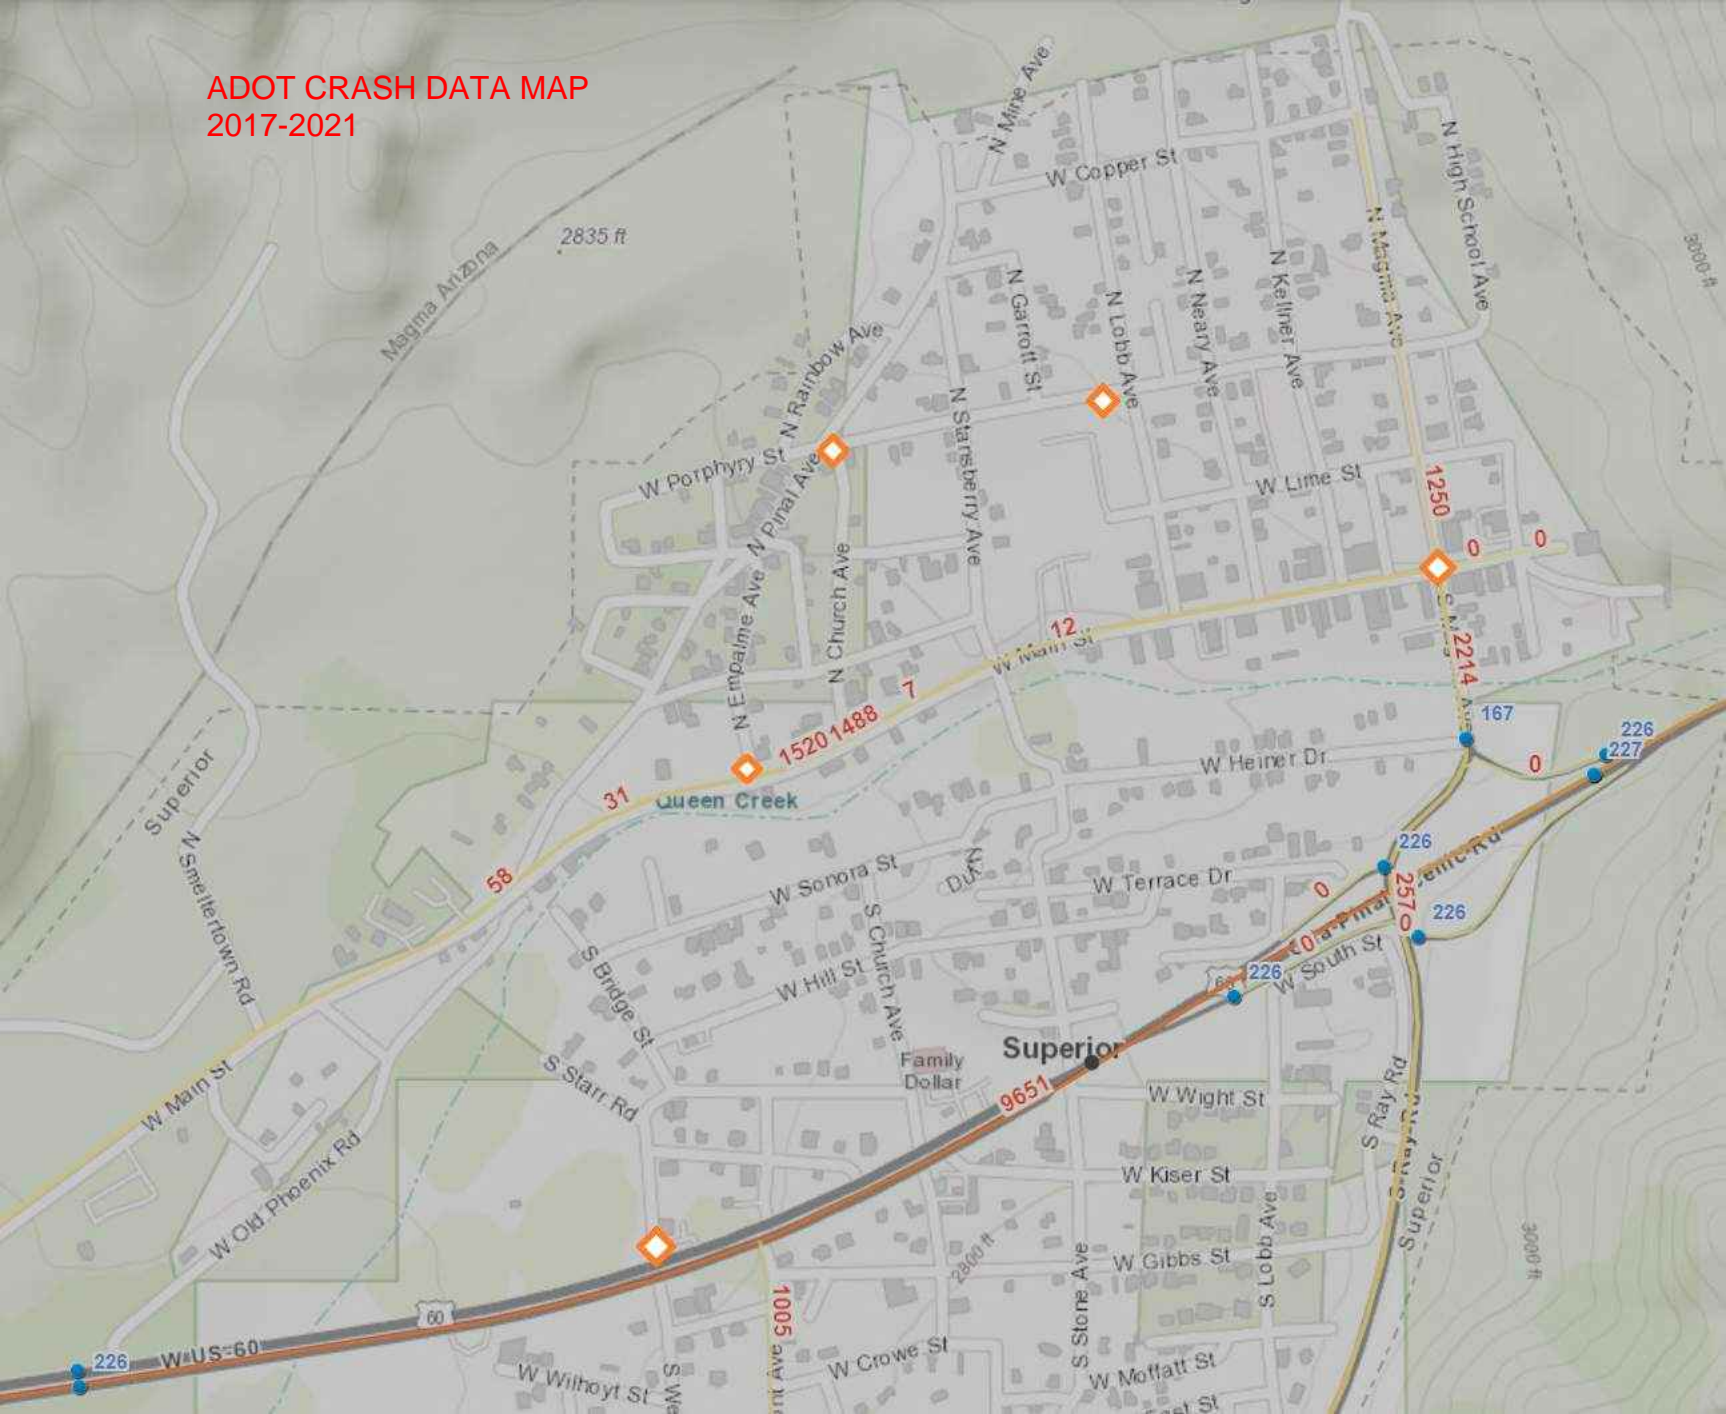 ADOT CRASH DATA MAP
2017-2021
N Mine Ave
W Copper St
N High School Ave
N Magma Ave
2835 ft
3000 ft
Magma Arizona
N Garrott St
N Lobb Ave
N Neary Ave
N Kellner Ave
N Rainbow Ave
N Stansberry Ave
W Porphyry St
N Pinal Ave
W Lime St
1250
0
0
N Church Ave
N Empalme Ave
12
W Main St
2214
7
1520
1488
167
226
227
W Heiner Dr
0
Superior
31
Queen Creek
N Smeltertown Rd
58
W Sonora St
W Terrace Dr
226
0
2570
0
226
S Bridge St
S Church Ave
W Hill St
0
226
W South St
60
Superior
Family
Dollar
S Starr Rd
9651
W Wight St
S Ray Rd
S Ray Rd
Superior
W Main St
W Old Phoenix Rd
W Kiser St
W Gibbs St
S Lobb Ave
S Stone Ave
2800 ft
3000 ft
60
1005
226
W US-60
W Wilhoyt St
W Crowe St
W Moffatt St